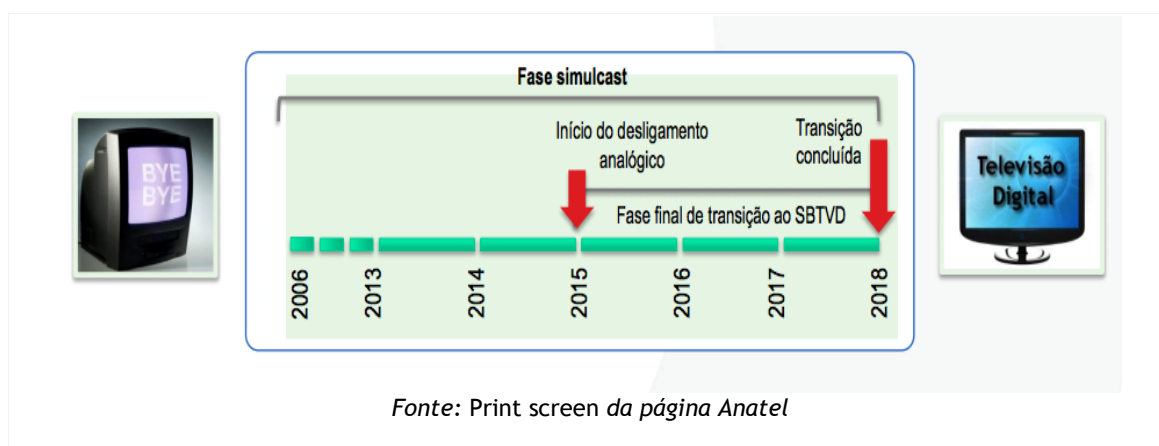 Fase simulcast
BYE
BYE
Início do desligamento
analógico
Transição
concluída
Televisão
Digital
Fase final de transição ao SBTVD
2006
2013
2014
2015
2016
2017
2018
Fonte: Print screen da página Anatel